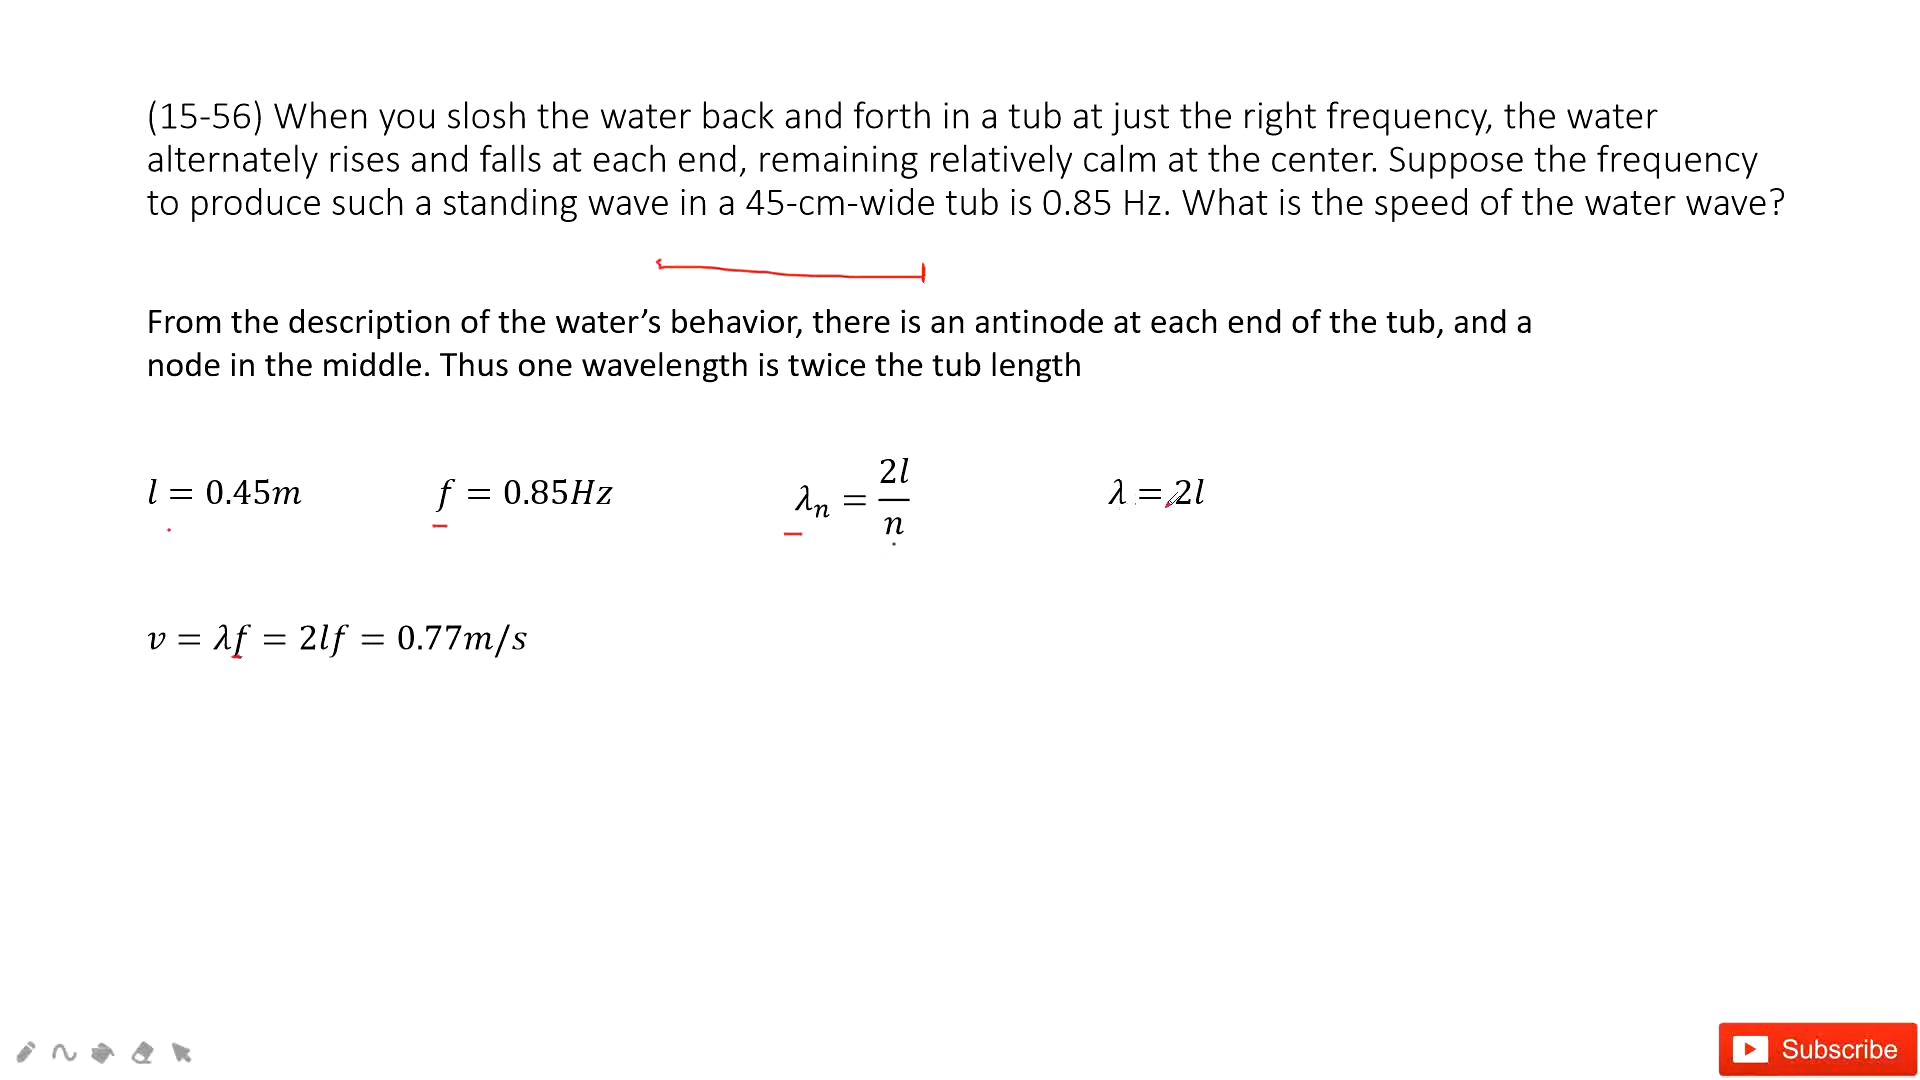 (15-56) When you slosh the water back and forth in a tub at just the right frequency, the water
alternately rises and falls at each end, remaining relatively calm at the center. Suppose the frequency
to produce such a standing wave in a 45-cm-wide tub is 0.85 Hz. What is the speed of the water wave?
From the description of the water’s behavior, there is an antinode at each end of the tub, and a
node in the middle. Thus one wavelength is twice the tub length
l = 0.45m f = 0.85Hz λₙ = 2l/n λ = 2l
v = λf = 2lf = 0.77m/s
Subscribe